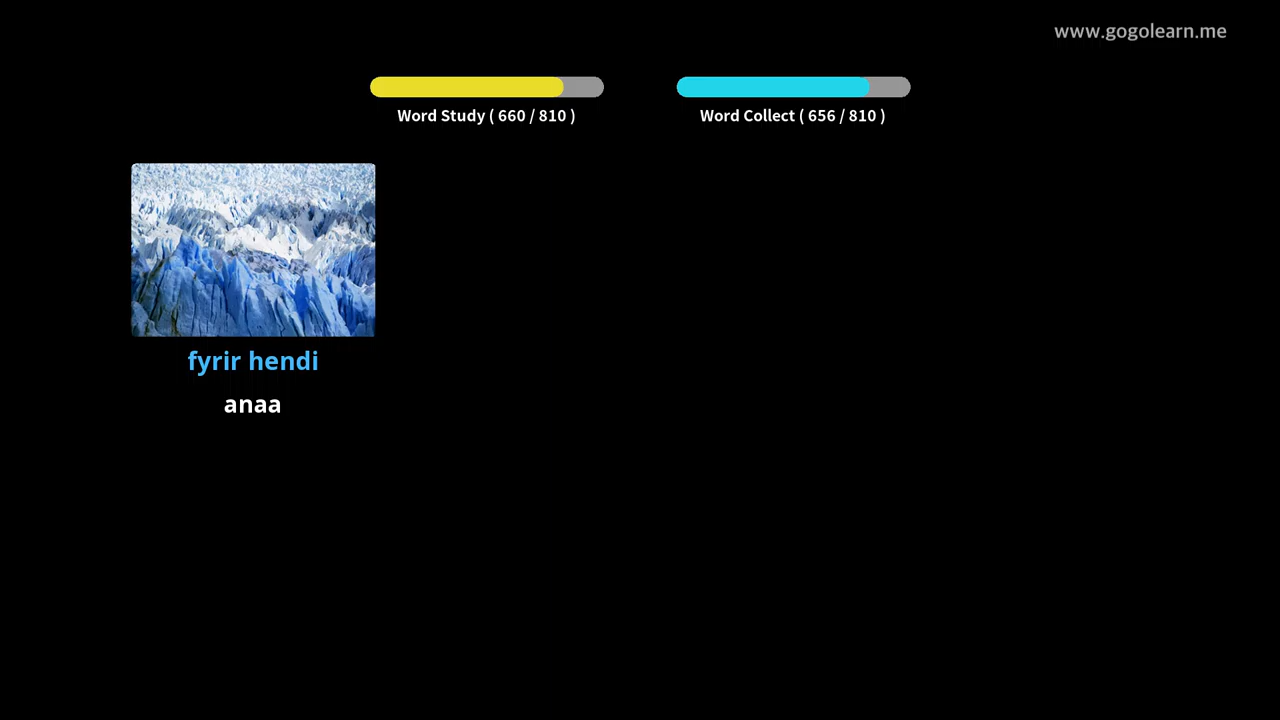 www.gogolearn.me
Word Study ( 660 / 810 )
Word Collect ( 656 / 810 )
fyrir hendi
anaa